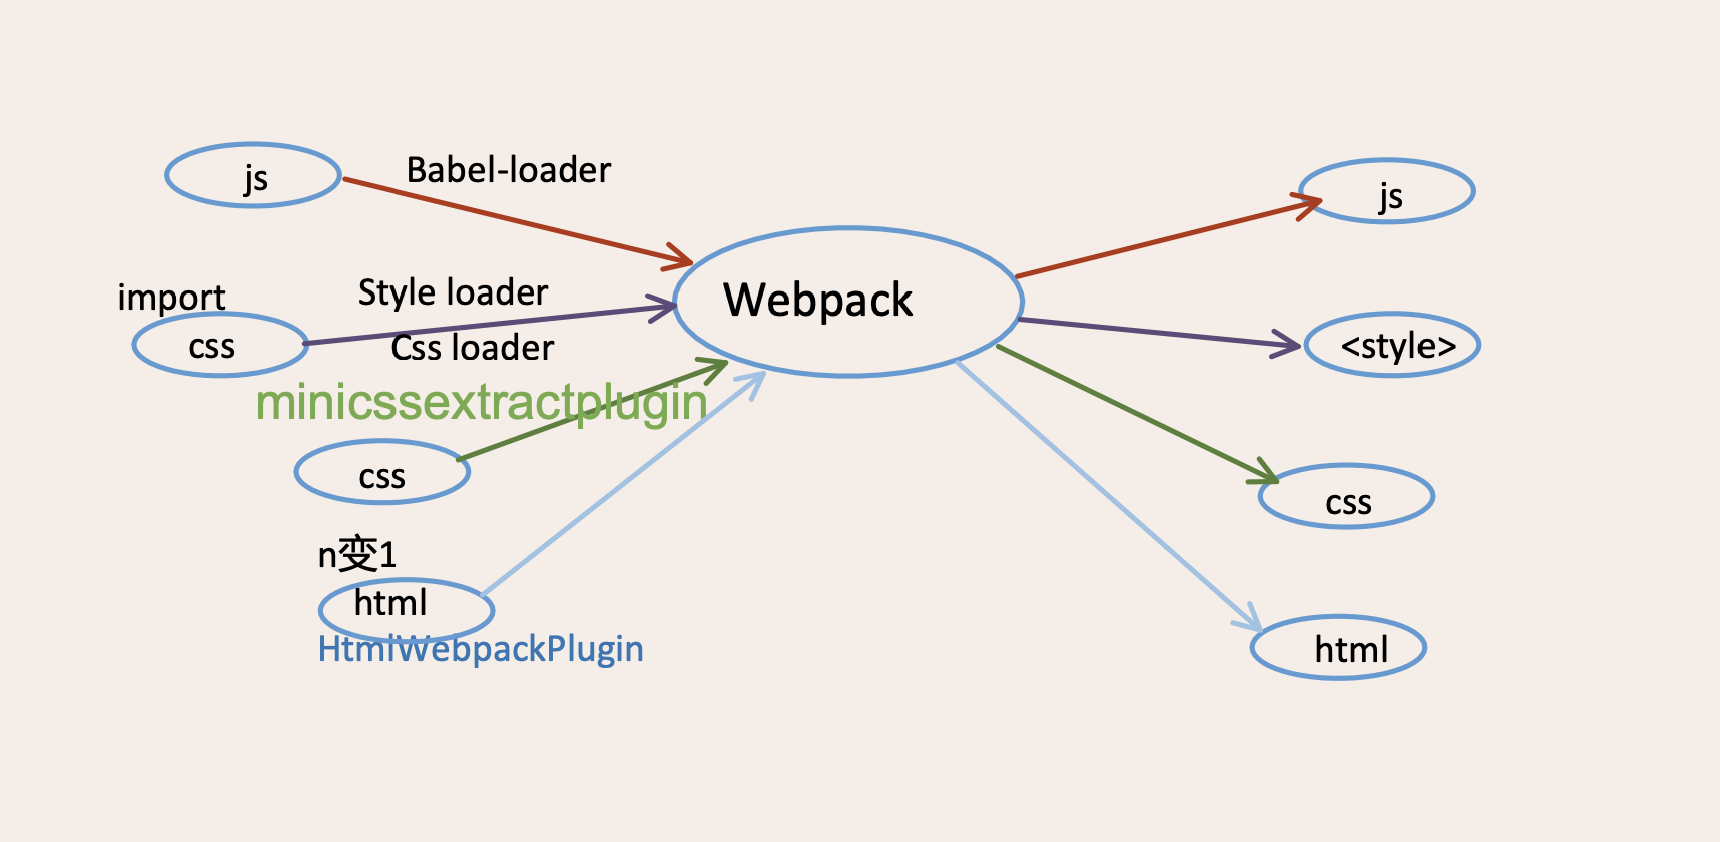 js
Babel-loader
js
import
Style loader
Webpack
css
Css loader
<style>
minicssextractplugin
css
css
n变1
html
HtmlWebpackPlugin
html